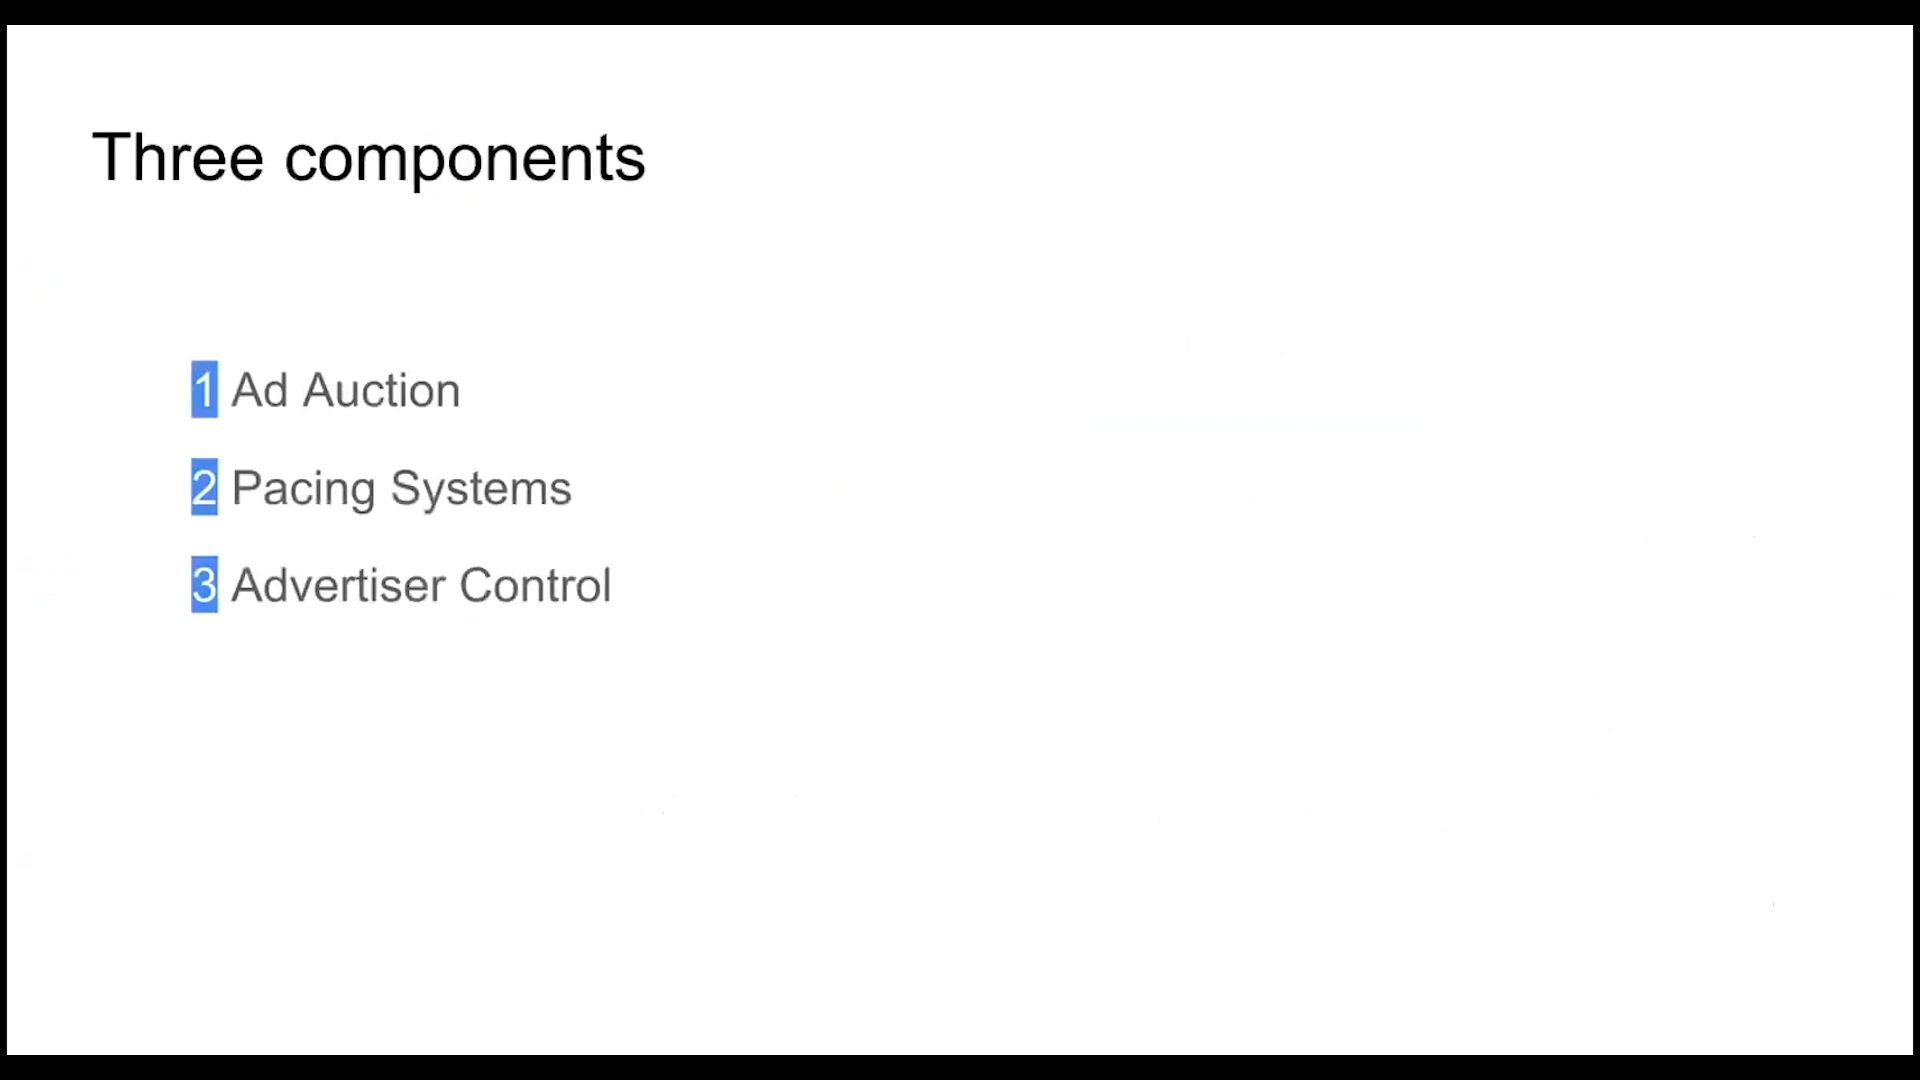 Three components
1 Ad Auction
2 Pacing Systems
3 Advertiser Control